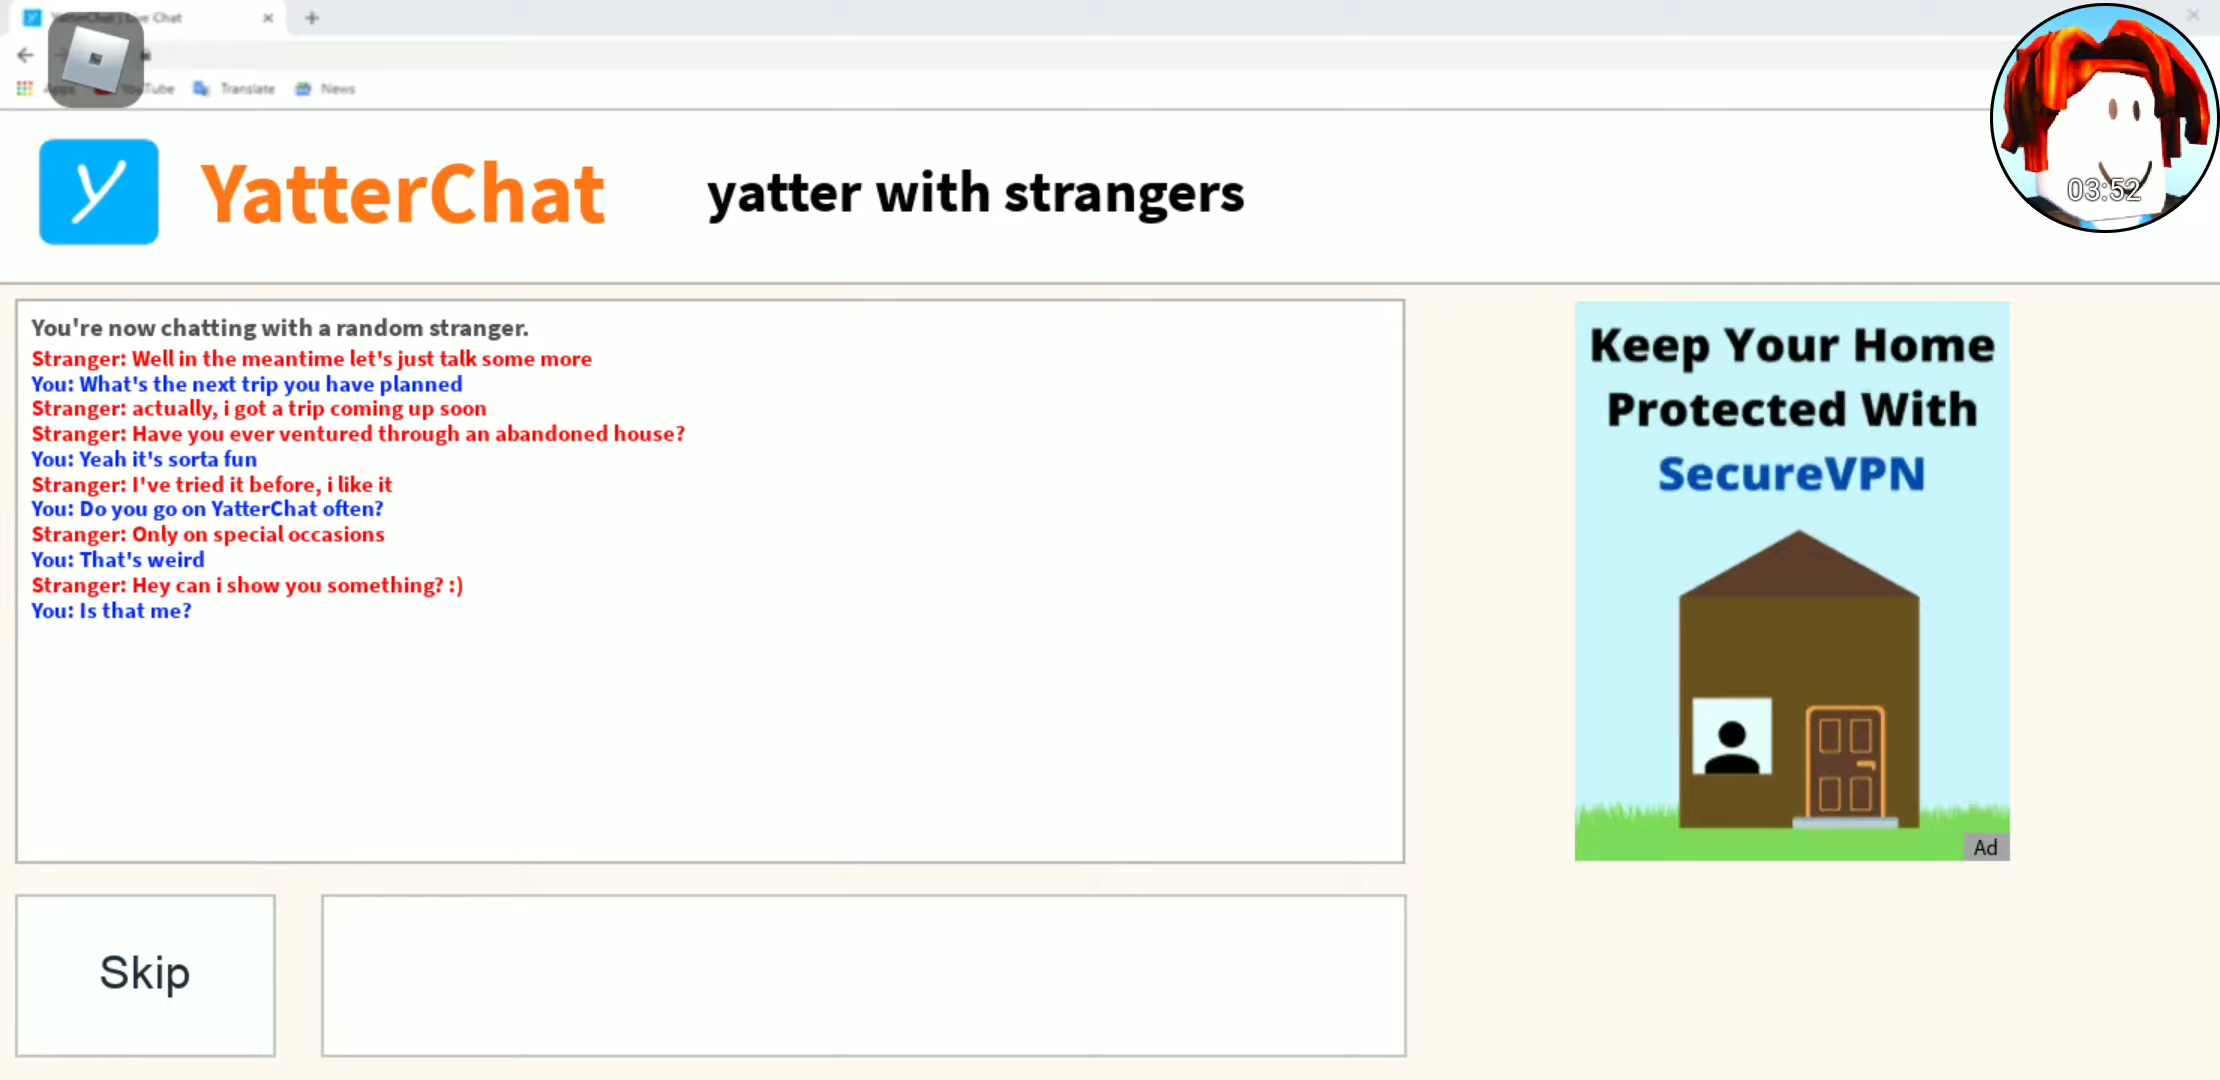 Live Chat
YouTube
Translate
News
03:52
y
YatterChat
yatter with strangers
You're now chatting with a random stranger.
Stranger: Well in the meantime let's just talk some more
You: What's the next trip you have planned
Stranger: actually, i got a trip coming up soon
Stranger: Have you ever ventured through an abandoned house?
You: Yeah it's sorta fun
Stranger: I've tried it before, i like it
You: Do you go on YatterChat often?
Stranger: Only on special occasions
You: That's weird
Stranger: Hey can i show you something? :)
You: Is that me?
Keep Your Home
Protected With
SecureVPN
Ad
Skip